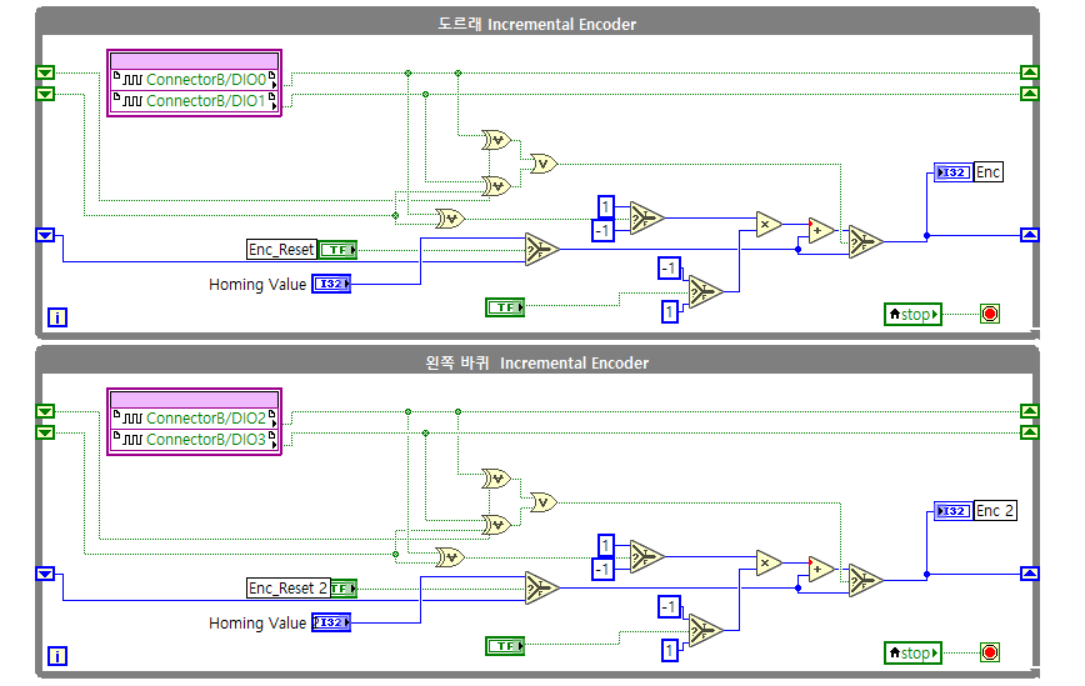 도르래 Incremental Encoder
ConnectorB/DIO0
ConnectorB/DIO1
I32 Enc
1
-1
Enc_Reset TF
Homing Value I32
-1
1
TF
stop
i
왼쪽 바퀴 Incremental Encoder
ConnectorB/DIO2
ConnectorB/DIO3
I32 Enc 2
1
-1
Enc_Reset 2 TF
Homing Value 2 I32
-1
1
TF
stop
i